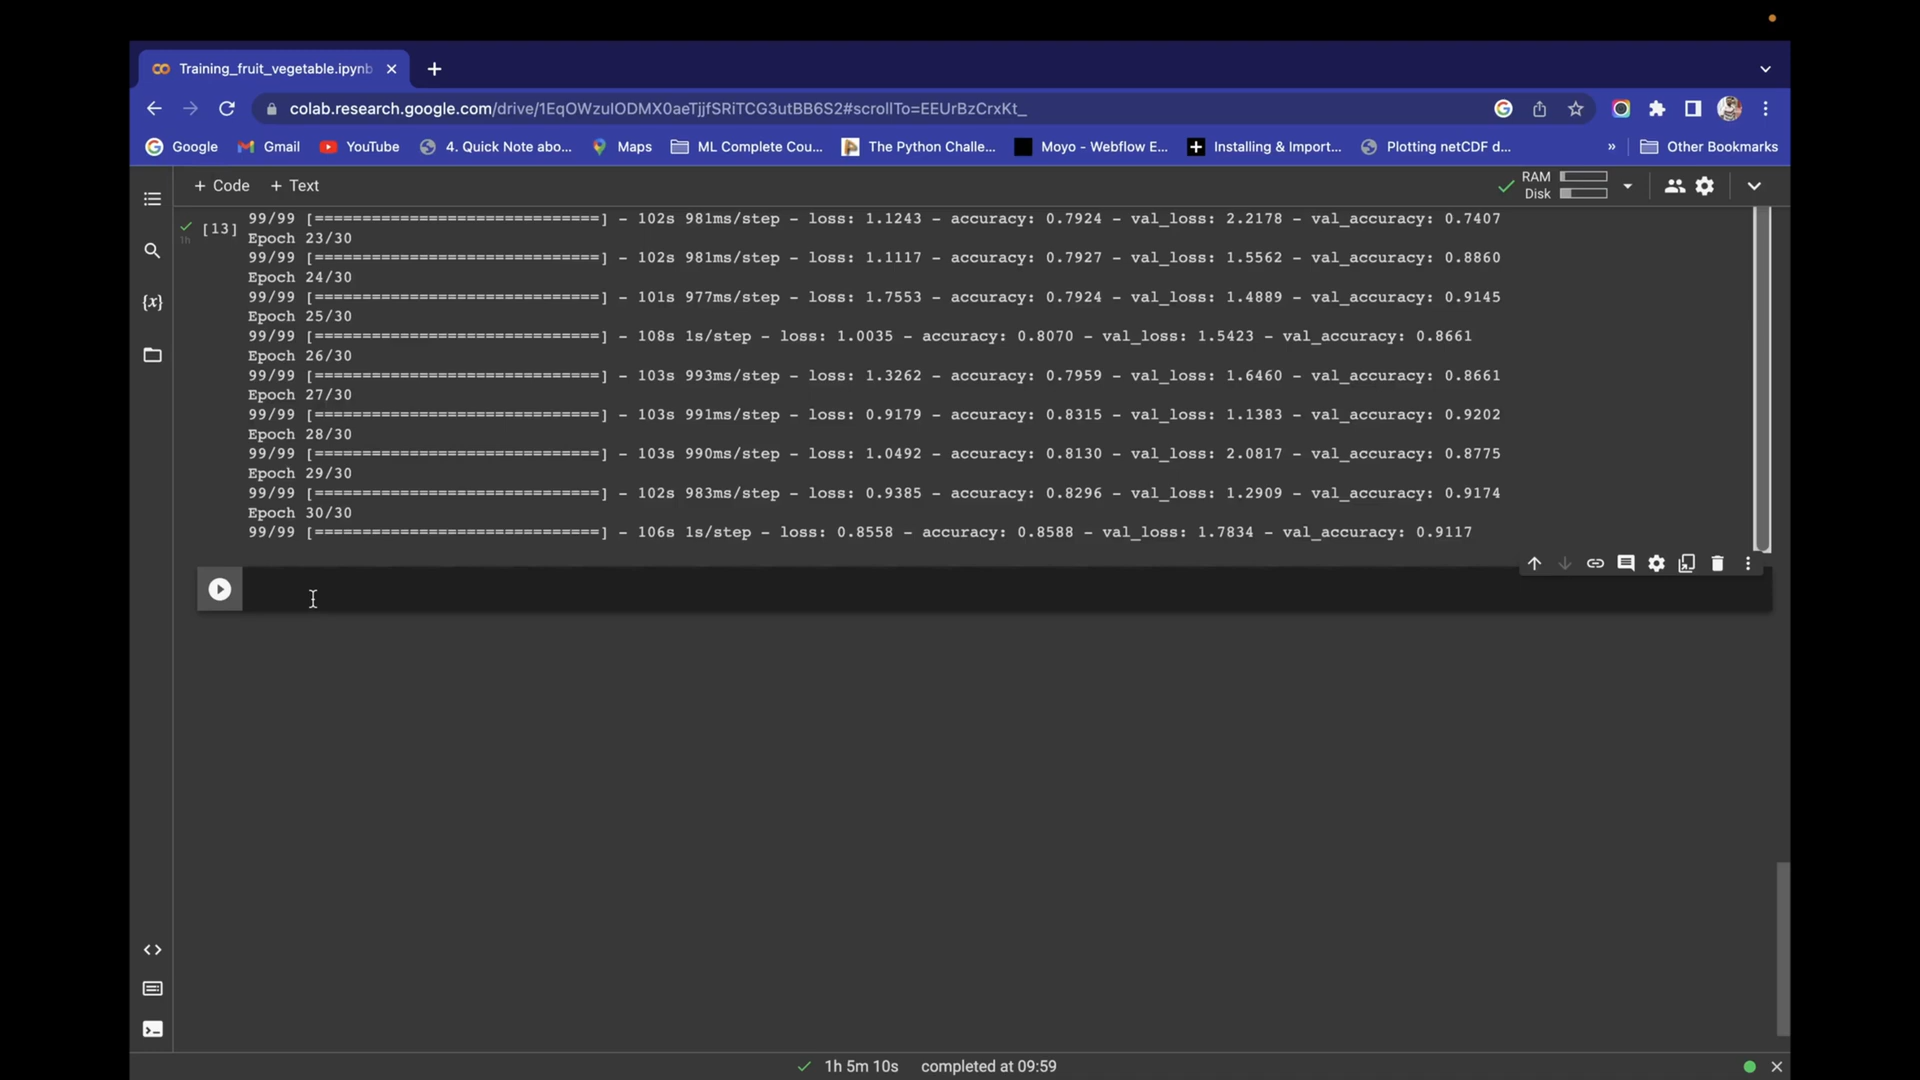 Training_fruit_vegetable.ipynb
colab.research.google.com/drive/1EqOWzuIODMX0aeTjjfSRiTCG3utBB6S2#scrollTo=EEUrBzCrxKt_
Google Gmail YouTube 4. Quick Note abo... Maps ML Complete Cou... The Python Challe... Moyo - Webflow E... Installing & Import... Plotting netCDF d... » Other Bookmarks
+ Code + Text RAM
Disk
[13] 99/99 [==============================] - 102s 981ms/step - loss: 1.1243 - accuracy: 0.7924 - val_loss: 2.2178 - val_accuracy: 0.7407
1h
Epoch 23/30
99/99 [==============================] - 102s 981ms/step - loss: 1.1117 - accuracy: 0.7927 - val_loss: 1.5562 - val_accuracy: 0.8860
Epoch 24/30
99/99 [==============================] - 101s 977ms/step - loss: 1.7553 - accuracy: 0.7924 - val_loss: 1.4889 - val_accuracy: 0.9145
Epoch 25/30
99/99 [==============================] - 108s 1s/step - loss: 1.0035 - accuracy: 0.8070 - val_loss: 1.5423 - val_accuracy: 0.8661
Epoch 26/30
99/99 [==============================] - 103s 993ms/step - loss: 1.3262 - accuracy: 0.7959 - val_loss: 1.6460 - val_accuracy: 0.8661
Epoch 27/30
99/99 [==============================] - 103s 991ms/step - loss: 0.9179 - accuracy: 0.8315 - val_loss: 1.1383 - val_accuracy: 0.9202
Epoch 28/30
99/99 [==============================] - 103s 990ms/step - loss: 1.0492 - accuracy: 0.8130 - val_loss: 2.0817 - val_accuracy: 0.8775
Epoch 29/30
99/99 [==============================] - 102s 983ms/step - loss: 0.9385 - accuracy: 0.8296 - val_loss: 1.2909 - val_accuracy: 0.9174
Epoch 30/30
99/99 [==============================] - 106s 1s/step - loss: 0.8558 - accuracy: 0.8588 - val_loss: 1.7834 - val_accuracy: 0.9117
1h 5m 10s completed at 09:59